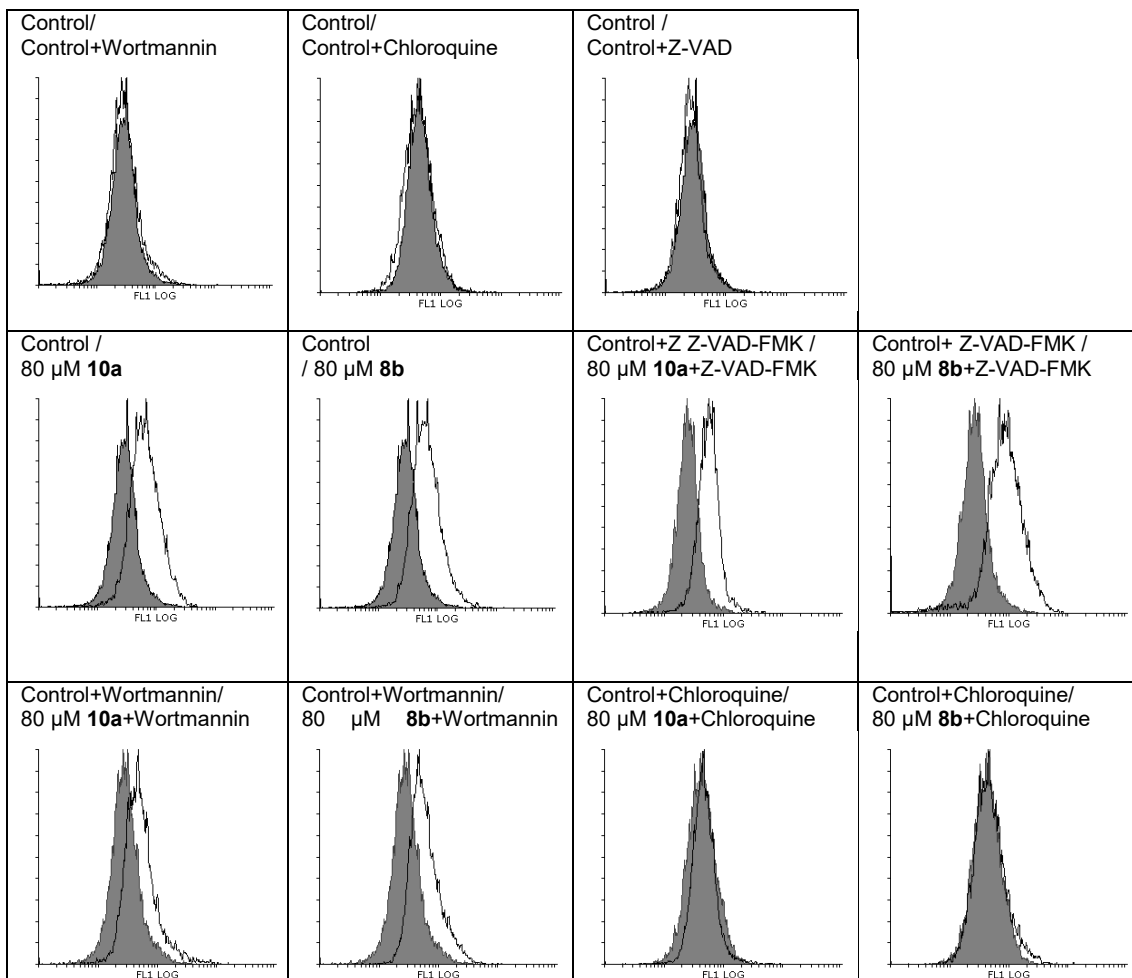 Control/
Control+Wortmannin
FL1 LOG
Control/
Control+Chloroquine
FL1 LOG
Control /
Control+Z-VAD
FL1 LOG
Control /
80 µM 10a
FL1 LOG
Control
/ 80 µM 8b
FL1 LOG
Control+Z Z-VAD-FMK /
80 µM 10a+Z-VAD-FMK
FL1 LOG
Control+ Z-VAD-FMK /
80 µM 8b+Z-VAD-FMK
FL1 LOG
Control+Wortmannin/
80 µM 10a+Wortmannin
FL1 LOG
Control+Wortmannin/
80 µM 8b+Wortmannin
FL1 LOG
Control+Chloroquine/
80 µM 10a+Chloroquine
FL1 LOG
Control+Chloroquine/
80 µM 8b+Chloroquine
FL1 LOG